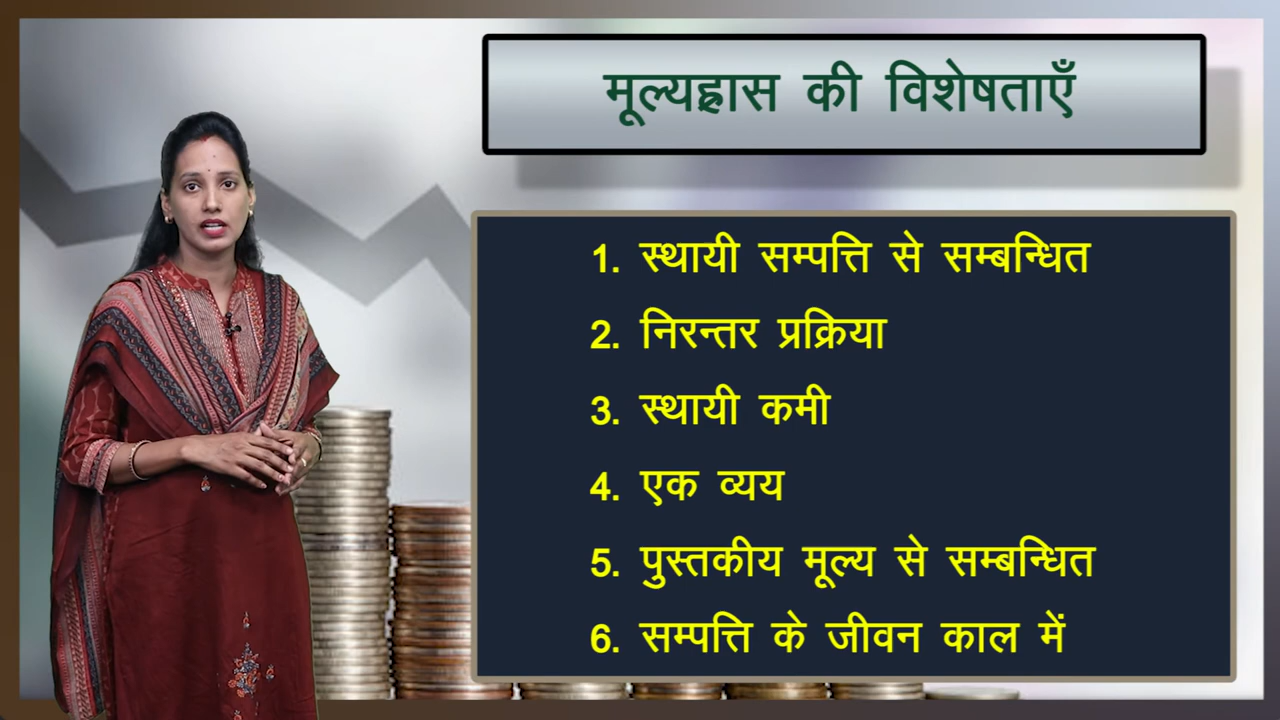 मूल्यह्रास की विशेषताएँ
1. स्थायी सम्पत्ति से सम्बन्धित
2. निरन्तर प्रक्रिया
3. स्थायी कमी
4. एक व्यय
5. पुस्तकीय मूल्य से सम्बन्धित
6. सम्पत्ति के जीवन काल में